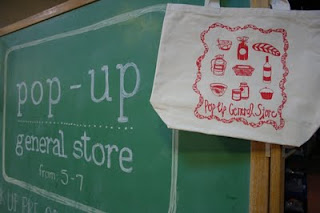 pop-up
general store
from 5-7
Pop-Up General Store